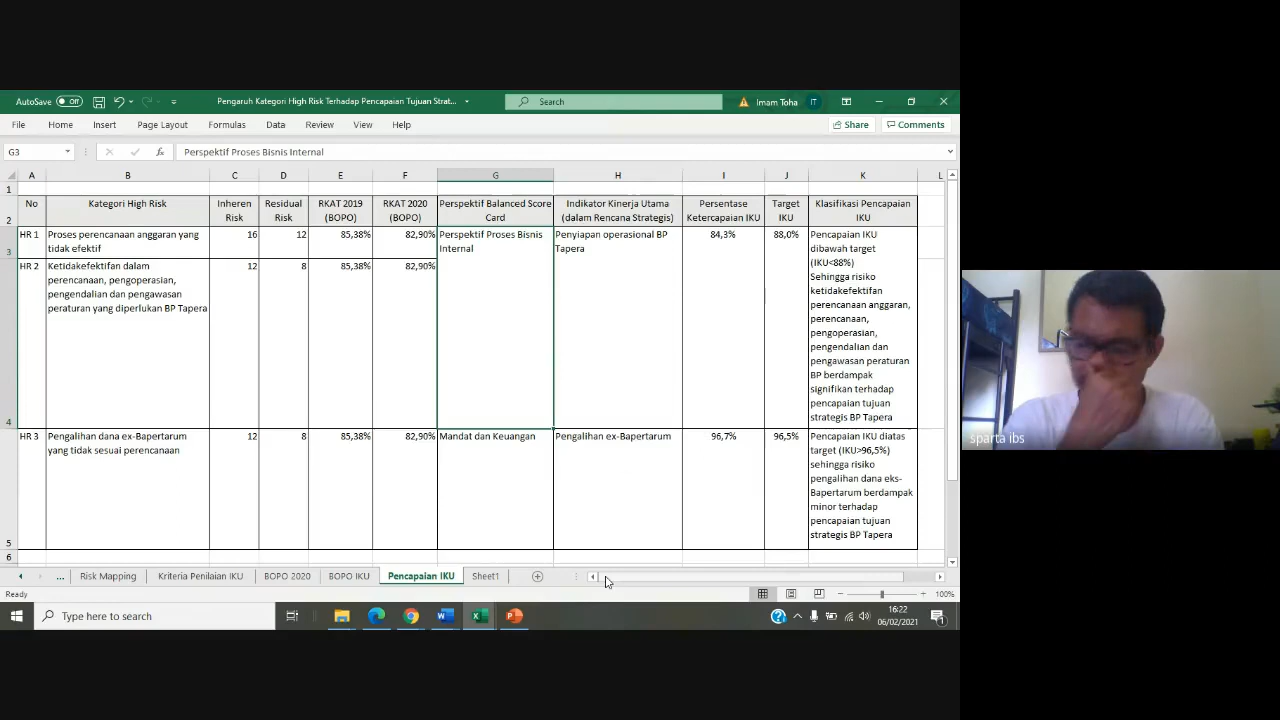 AutoSave Off
Pengaruh Kategori High Risk Terhadap Pencapaian Tujuan Strat...
Search
Imam Toha IT
File Home Insert Page Layout Formulas Data Review View Help
Share Comments
G3 fx Perspektif Proses Bisnis Internal
A B C D E F G H I J K L
1
2
No
Kategori High Risk
Inheren
Risk
Residual
Risk
RKAT 2019
(BOPO)
RKAT 2020
(BOPO)
Perspektif Balanced Score
Card
Indikator Kinerja Utama
(dalam Rencana Strategis)
Persentase
Ketercapaian IKU
Target
IKU
Klasifikasi Pencapaian
IKU
3
HR 1
Proses perencanaan anggaran yang
tidak efektif
16
12
85,38%
82,90%
Perspektif Proses Bisnis
Internal
Penyiapan operasional BP
Tapera
84,3%
88,0%
Pencapaian IKU
dibawah target
(IKU<88%)
Sehingga risiko
ketidakefektifan
perencanaan anggaran,
perencanaan,
pengoperasian,
pengendalian dan
pengawasan peraturan
BP berdampak
signifikan terhadap
pencapaian tujuan
strategis BP Tapera
4
HR 2
Ketidakefektifan dalam
perencanaan, pengoperasian,
pengendalian dan pengawasan
peraturan yang diperlukan BP Tapera
12
8
85,38%
82,90%
5
HR 3
Pengalihan dana ex-Bapertarum
yang tidak sesuai perencanaan
12
8
85,38%
82,90%
Mandat dan Keuangan
Pengalihan ex-Bapertarum
96,7%
96,5%
Pencapaian IKU diatas
target (IKU>96,5%)
sehingga risiko
pengalihan dana eks-
Bapertarum berdampak
minor terhadap
pencapaian tujuan
strategis BP Tapera
6
... Risk Mapping Kriteria Penilaian IKU BOPO 2020 BOPO IKU Pencapaian IKU Sheet1
Ready
100%
Type here to search
16:22
06/02/2021
1
sparta ibs